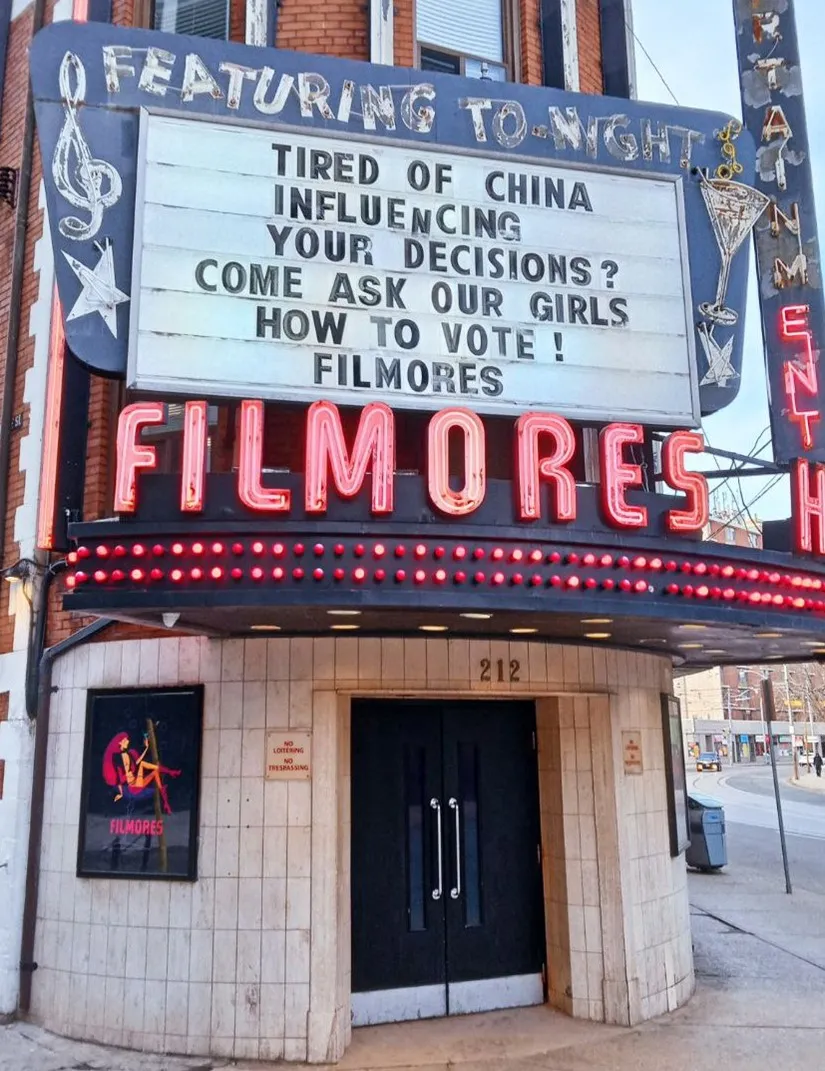 FEATURING TO-NIGHT
TIRED OF CHINA
INFLUENCING
YOUR DECISIONS?
COME ASK OUR GIRLS
HOW TO VOTE!
FILMORES
FILMORES
H
212
NO
LOITERING
NO
TRESPASSING
FILMORES